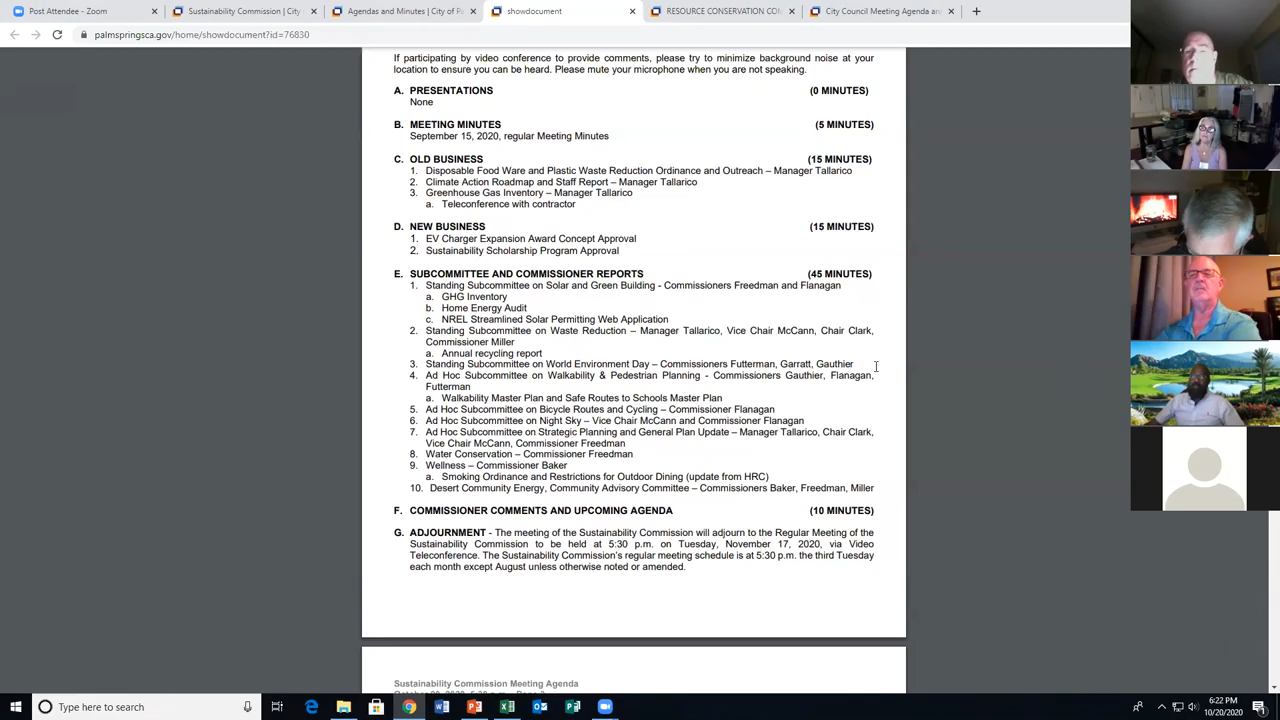 Post Attendee - Zoom
Sustainability Commission | City
Agendas and Minutes | City of Pa
showdocument
RESOURCE CONSERVATION COM
City Council Meeting Agenda an
palmspringsca.gov/home/showdocument?id=76830
If participating by video conference to provide comments, please try to minimize background noise at your
location to ensure you can be heard. Please mute your microphone when you are not speaking.
A. PRESENTATIONS (0 MINUTES)
None
B. MEETING MINUTES (5 MINUTES)
September 15, 2020, regular Meeting Minutes
C. OLD BUSINESS (15 MINUTES)
1. Disposable Food Ware and Plastic Waste Reduction Ordinance and Outreach – Manager Tallarico
2. Climate Action Roadmap and Staff Report – Manager Tallarico
3. Greenhouse Gas Inventory – Manager Tallarico
a. Teleconference with contractor
D. NEW BUSINESS (15 MINUTES)
1. EV Charger Expansion Award Concept Approval
2. Sustainability Scholarship Program Approval
E. SUBCOMMITTEE AND COMMISSIONER REPORTS (45 MINUTES)
1. Standing Subcommittee on Solar and Green Building - Commissioners Freedman and Flanagan
a. GHG Inventory
b. Home Energy Audit
c. NREL Streamlined Solar Permitting Web Application
2. Standing Subcommittee on Waste Reduction – Manager Tallarico, Vice Chair McCann, Chair Clark,
Commissioner Miller
a. Annual recycling report
3. Standing Subcommittee on World Environment Day – Commissioners Futterman, Garratt, Gauthier
4. Ad Hoc Subcommittee on Walkability & Pedestrian Planning - Commissioners Gauthier, Flanagan,
Futterman
a. Walkability Master Plan and Safe Routes to Schools Master Plan
5. Ad Hoc Subcommittee on Bicycle Routes and Cycling – Commissioner Flanagan
6. Ad Hoc Subcommittee on Night Sky – Vice Chair McCann and Commissioner Flanagan
7. Ad Hoc Subcommittee on Strategic Planning and General Plan Update – Manager Tallarico, Chair Clark,
Vice Chair McCann, Commissioner Freedman
8. Water Conservation – Commissioner Freedman
9. Wellness – Commissioner Baker
a. Smoking Ordinance and Restrictions for Outdoor Dining (update from HRC)
10. Desert Community Energy, Community Advisory Committee – Commissioners Baker, Freedman, Miller
F. COMMISSIONER COMMENTS AND UPCOMING AGENDA (10 MINUTES)
G. ADJOURNMENT - The meeting of the Sustainability Commission will adjourn to the Regular Meeting of the
Sustainability Commission to be held at 5:30 p.m. on Tuesday, November 17, 2020, via Video
Teleconference. The Sustainability Commission's regular meeting schedule is at 5:30 p.m. the third Tuesday
each month except August unless otherwise noted or amended.
Sustainability Commission Meeting Agenda
Type here to search
6:22 PM
10/20/2020